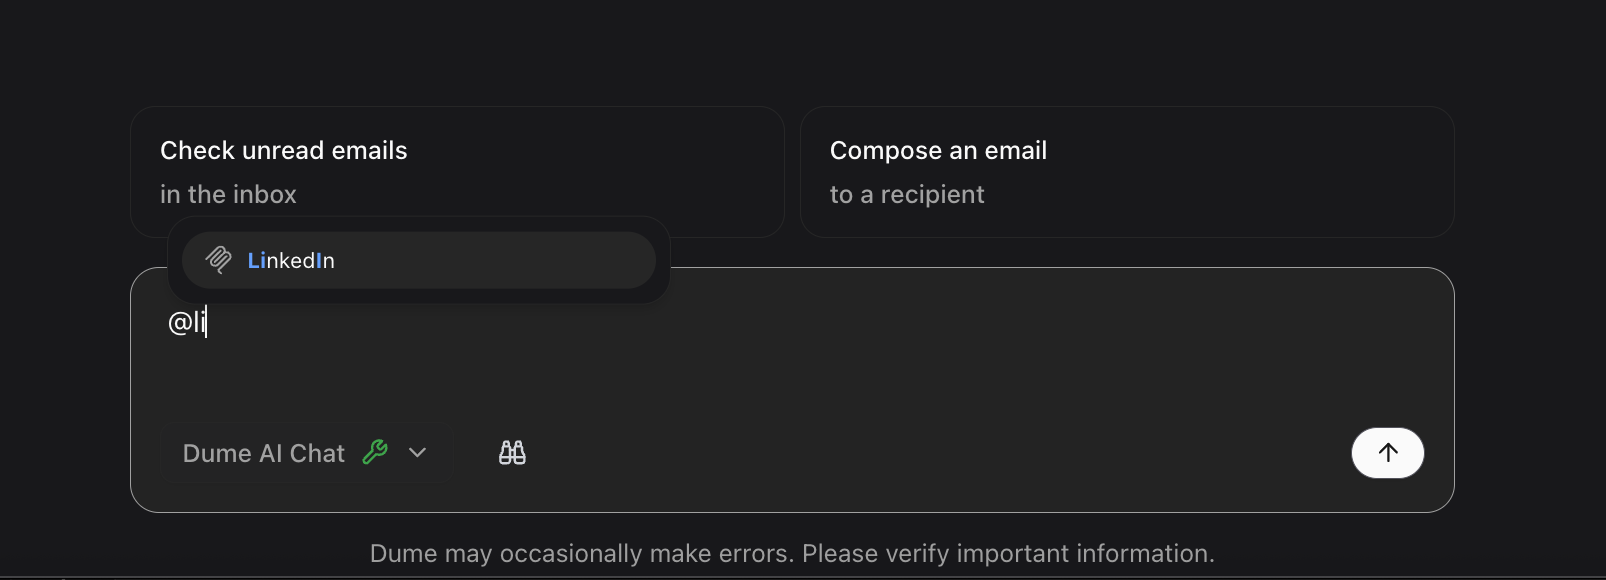 Check unread emails
in the inbox
Compose an email
to a recipient
LinkedIn
@li
Dume AI Chat
Dume may occasionally make errors. Please verify important information.